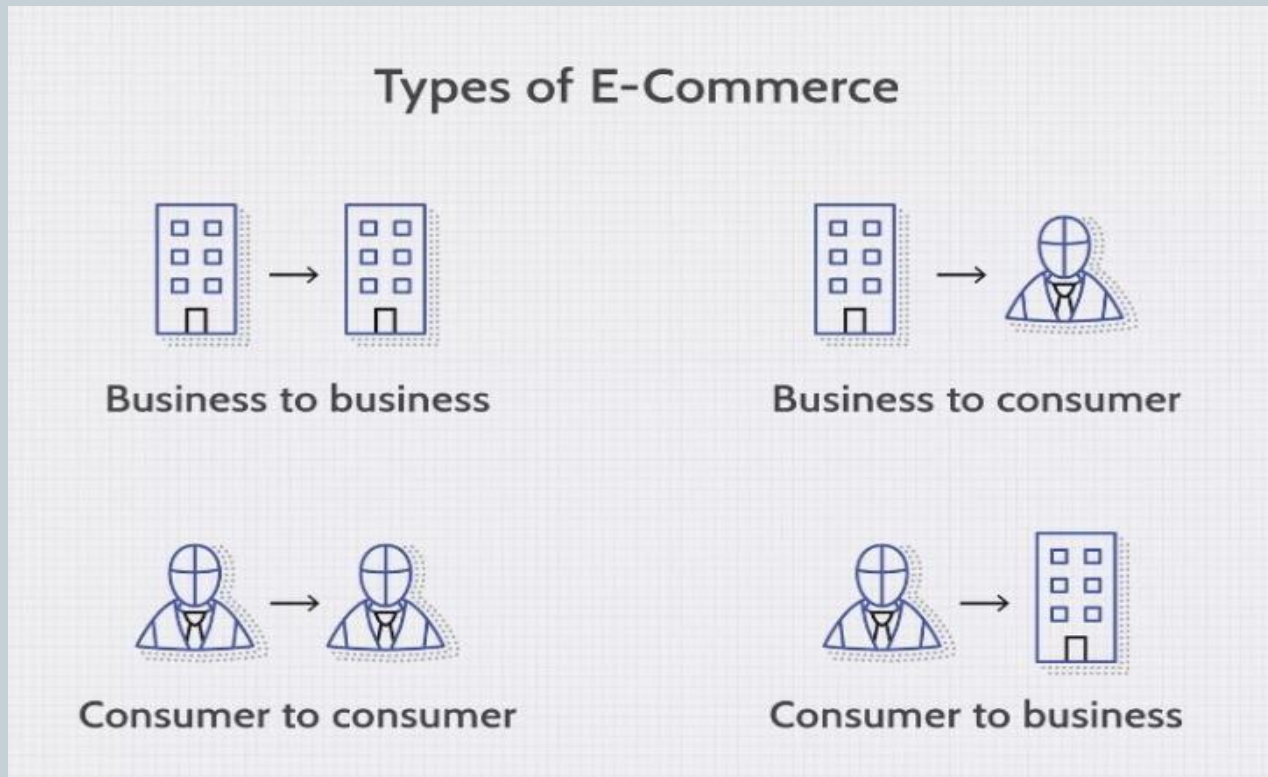 Types of E-Commerce
Business to business
Business to consumer
Consumer to consumer
Consumer to business